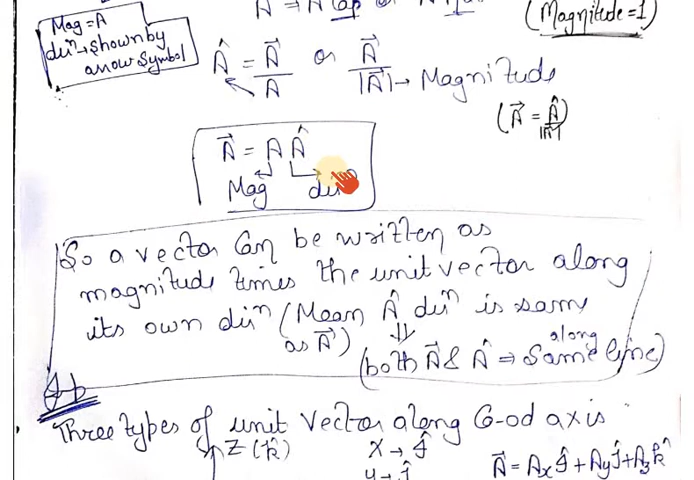 Mag = A
dirⁿ → shown by
arrow symbol
A ⇒ A Cap or A
(Magnitude = 1)
Â = A⃗/A or A⃗/|A⃗| → Magnitude
(A⃗ = Â/|A⃗|)
A⃗ = A Â
Mag dirⁿ
So a vector Can be written as
magnitude times the unit vector along
its own dirⁿ (Mean Â dirⁿ is same
as A⃗)
(both A⃗ & Â ⇒ Same line)
along
Three types of unit Vector along Co-od axis
Z (k̂)
X → î
y → ĵ
A⃗ = Ax î + Ay ĵ + Az k̂